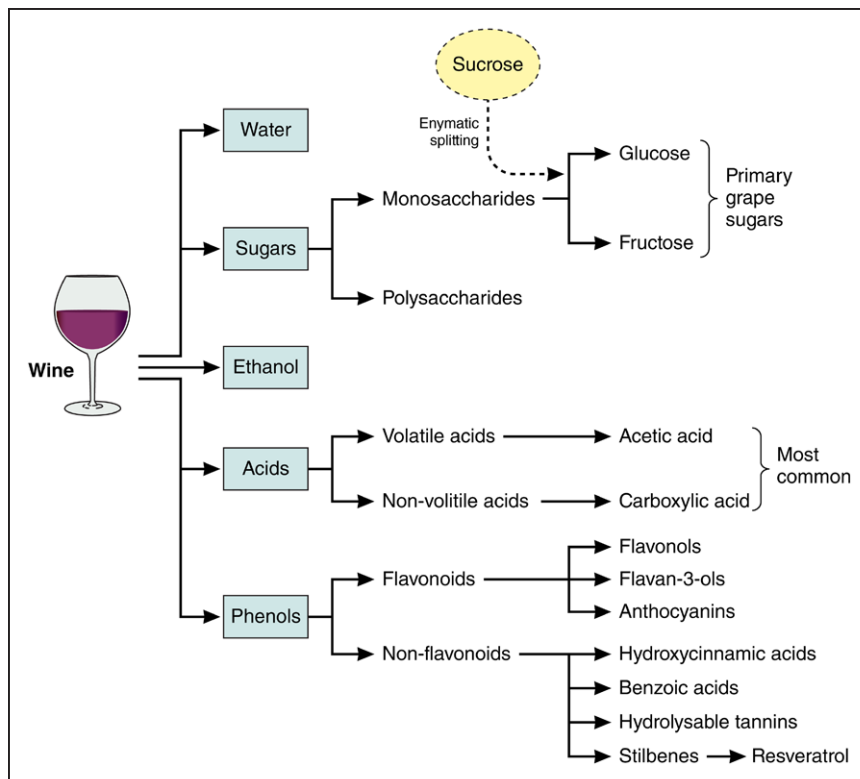 Sucrose
Enymatic
splitting
Water
Glucose
Monosaccharides
Primary
grape
sugars
Sugars
Fructose
Polysaccharides
Wine
Ethanol
Volatile acids
Acetic acid
Acids
Most
common
Non-volitile acids
Carboxylic acid
Flavonols
Flavonoids
Flavan-3-ols
Phenols
Anthocyanins
Non-flavonoids
Hydroxycinnamic acids
Benzoic acids
Hydrolysable tannins
Stilbenes
Resveratrol